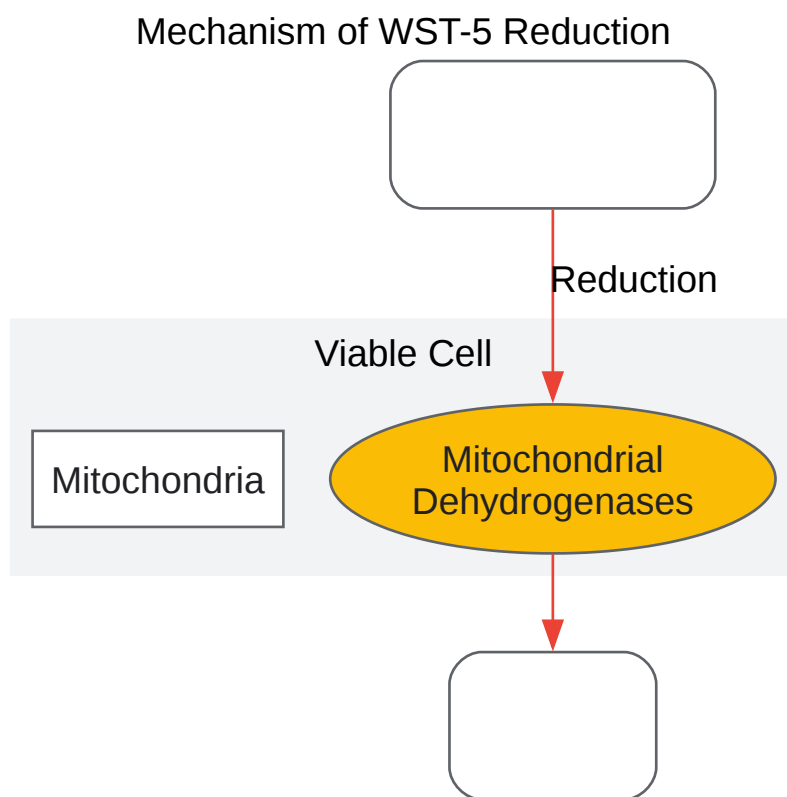 Mechanism of WST-5 Reduction
Reduction
Viable Cell
Mitochondria
Mitochondrial
Dehydrogenases